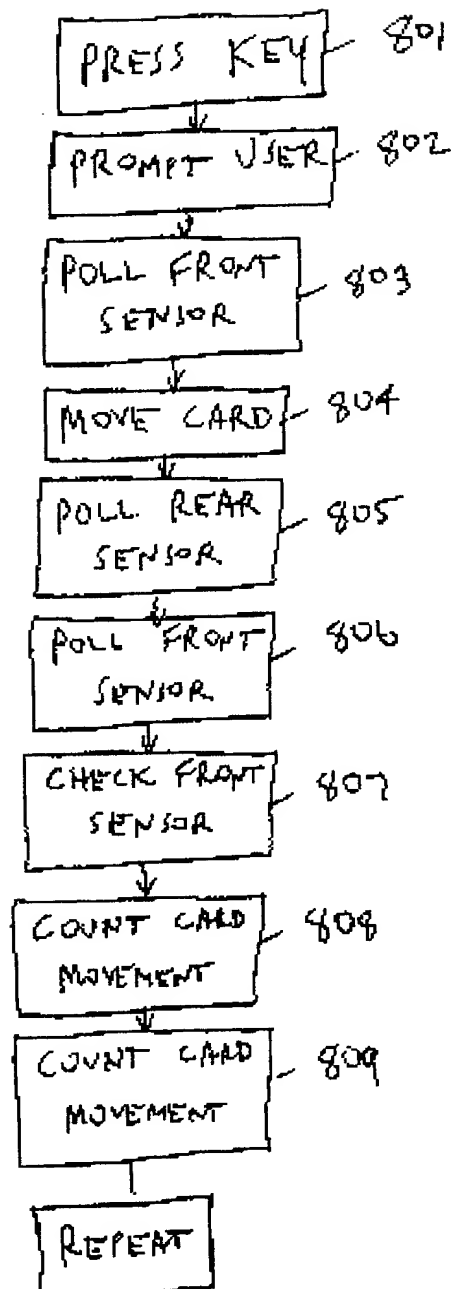 PRESS KEY 801
PROMPT USER 802
POLL FRONT
SENSOR
803
MOVE CARD 804
POLL REAR
SENSOR
805
POLL FRONT
SENSOR
806
CHECK FRONT
SENSOR
807
COUNT CARD
MOVEMENT
808
COUNT CARD
MOVEMENT
809
REPEAT